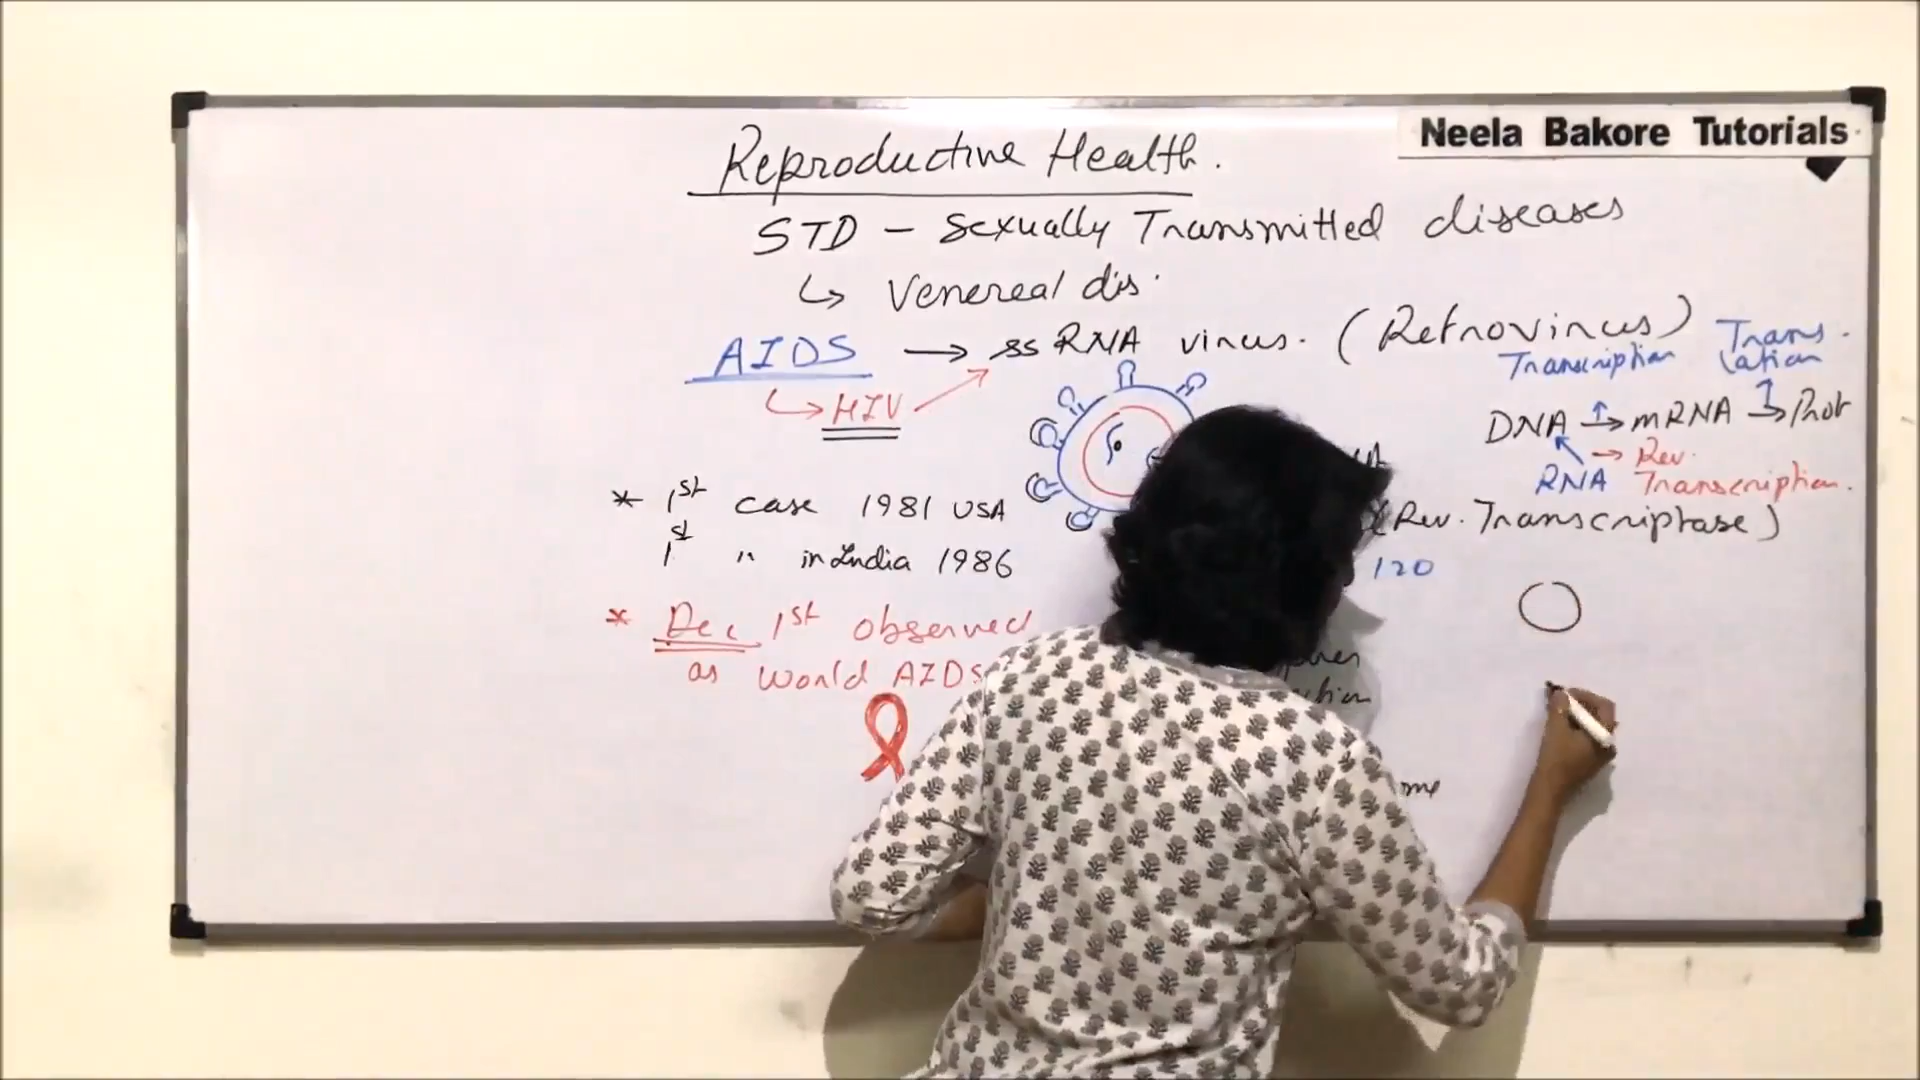 Neela Bakore Tutorials
Reproductive Health.
STD - Sexually Transmitted diseases
↳ Venereal dis.
AIDS → ss RNA virus. (Retrovirus)
↳ HIV
Transcription Translation
DNA → mRNA → Prot
RNA → Rev. Transcription.
(Rev. Transcriptase)
120
* 1st case 1981 USA
1st " in India 1986
* Dec 1st observed
as World AIDS